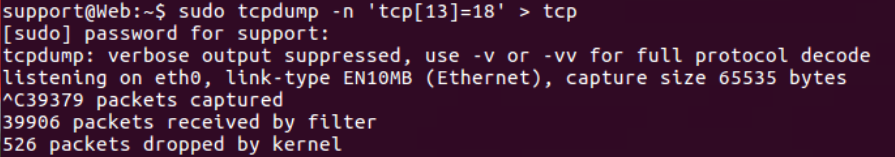 support@Web:~$ sudo tcpdump -n 'tcp[13]=18' > tcp
[sudo] password for support:
tcpdump: verbose output suppressed, use -v or -vv for full protocol decode
listening on eth0, link-type EN10MB (Ethernet), capture size 65535 bytes
^C39379 packets captured
39906 packets received by filter
526 packets dropped by kernel